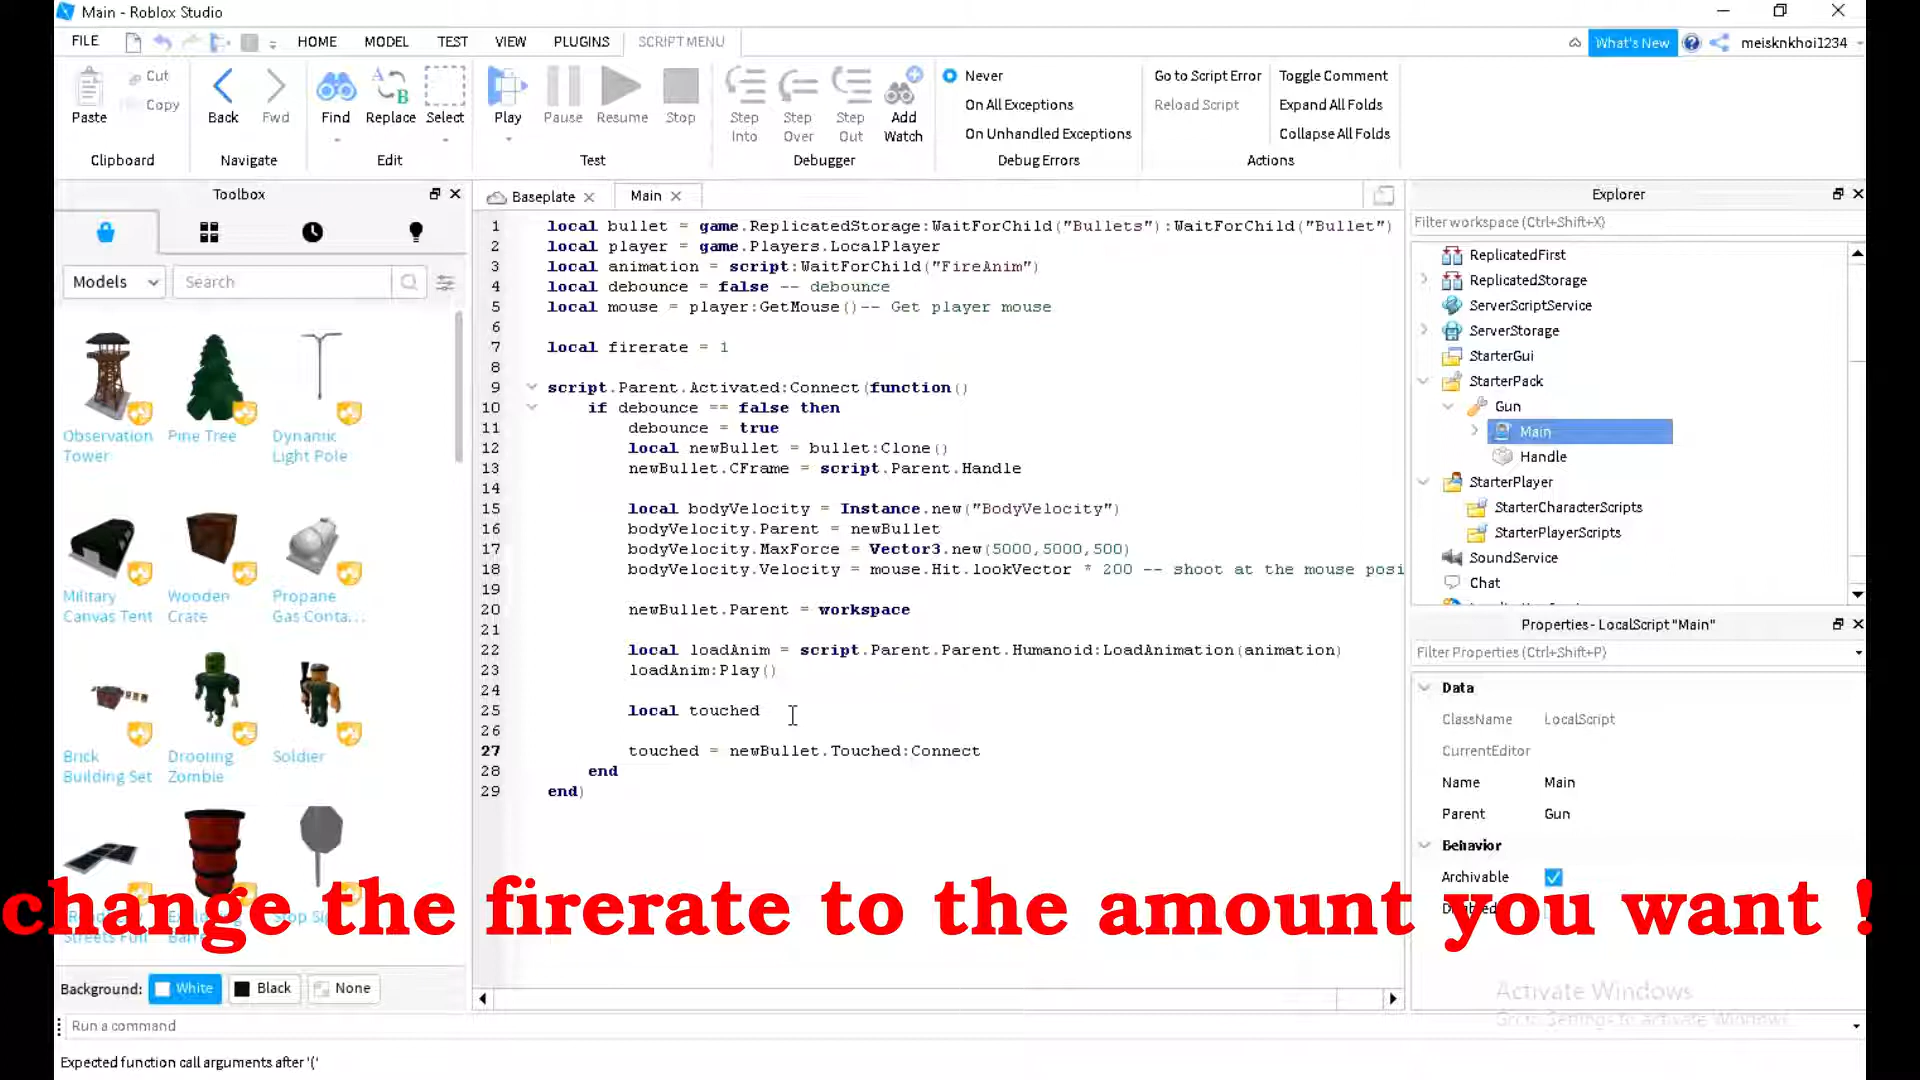 Main - Roblox Studio
FILE HOME MODEL TEST VIEW PLUGINS SCRIPT MENU What's New meisknkhoi1234
Paste Cut Copy Back Fwd Find Replace Select Play Pause Resume Stop Step Into Step Over Step Out Add Watch
Never
On All Exceptions
On Unhandled Exceptions
Go to Script Error
Reload Script
Toggle Comment
Expand All Folds
Collapse All Folds
Clipboard Navigate Edit Test Debugger Debug Errors Actions
Toolbox
Models Search
Observation Tower
Pine Tree
Dynamic Light Pole
Military Canvas Tent
Wooden Crate
Propane Gas Conta...
Brick Building Set
Drooling Zombie
Soldier
Background: White Black None
Baseplate Main
1 local bullet = game.ReplicatedStorage:WaitForChild("Bullets"):WaitForChild("Bullet")
2 local player = game.Players.LocalPlayer
3 local animation = script:WaitForChild("FireAnim")
4 local debounce = false -- debounce
5 local mouse = player:GetMouse()-- Get player mouse
6
7 local firerate = 1
8
9 script.Parent.Activated:Connect(function()
10 if debounce == false then
11 debounce = true
12 local newBullet = bullet:Clone()
13 newBullet.CFrame = script.Parent.Handle
14
15 local bodyVelocity = Instance.new("BodyVelocity")
16 bodyVelocity.Parent = newBullet
17 bodyVelocity.MaxForce = Vector3.new(5000,5000,500)
18 bodyVelocity.Velocity = mouse.Hit.lookVector * 200 -- shoot at the mouse posi
19
20 newBullet.Parent = workspace
21
22 local loadAnim = script.Parent.Parent.Humanoid:LoadAnimation(animation)
23 loadAnim:Play()
24
25 local touched
26
27 touched = newBullet.Touched:Connect
28 end
29 end)
Explorer
Filter workspace (Ctrl+Shift+X)
ReplicatedFirst
ReplicatedStorage
ServerScriptService
ServerStorage
StarterGui
StarterPack
Gun
Main
Handle
StarterPlayer
StarterCharacterScripts
StarterPlayerScripts
SoundService
Chat
Properties - LocalScript "Main"
Filter Properties (Ctrl+Shift+P)
Data
ClassName LocalScript
CurrentEditor
Name Main
Parent Gun
Behavior
Archivable
change the firerate to the amount you want !
Activate Windows
Go to Settings to activate Windows.
Run a command
Expected function call arguments after '('